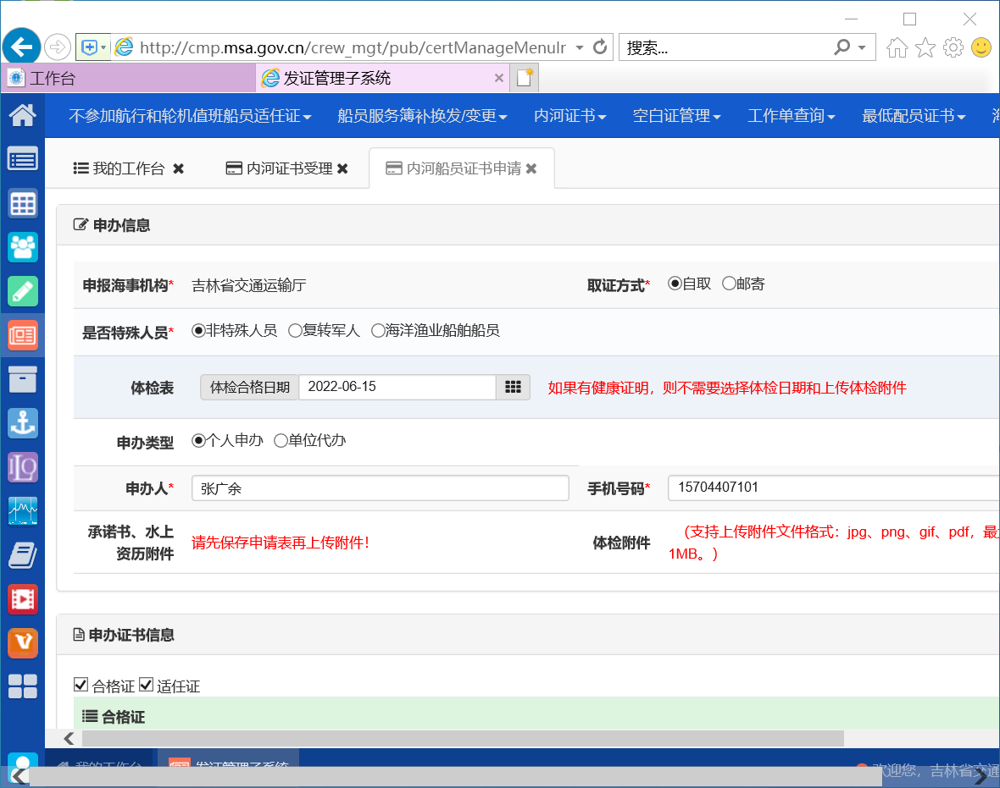 http://cmp.msa.gov.cn/crew_mgt/pub/certManageMenuIr
搜索...
工作台
发证管理子系统
不参加航行和轮机值班船员适任证 船员服务簿补换发/变更 内河证书 空白证管理 工作单查询 最低配员证书
我的工作台 内河证书受理 内河船员证书申请
申办信息
申报海事机构* 吉林省交通运输厅 取证方式* 自取 邮寄
是否特殊人员* 非特殊人员 复转军人 海洋渔业船舶船员
体检表 体检合格日期 2022-06-15 如果有健康证明，则不需要选择体检日期和上传体检附件
申办类型 个人申办 单位代办
申办人* 张广余 手机号码* 15704407101
承诺书、水上
资历附件
请先保存申请表再上传附件！
体检附件
（支持上传附件文件格式：jpg、png、gif、pdf，最
1MB。）
申办证书信息
合格证 适任证
合格证
我的工作台 发证管理子系统 欢迎您，吉林省交通